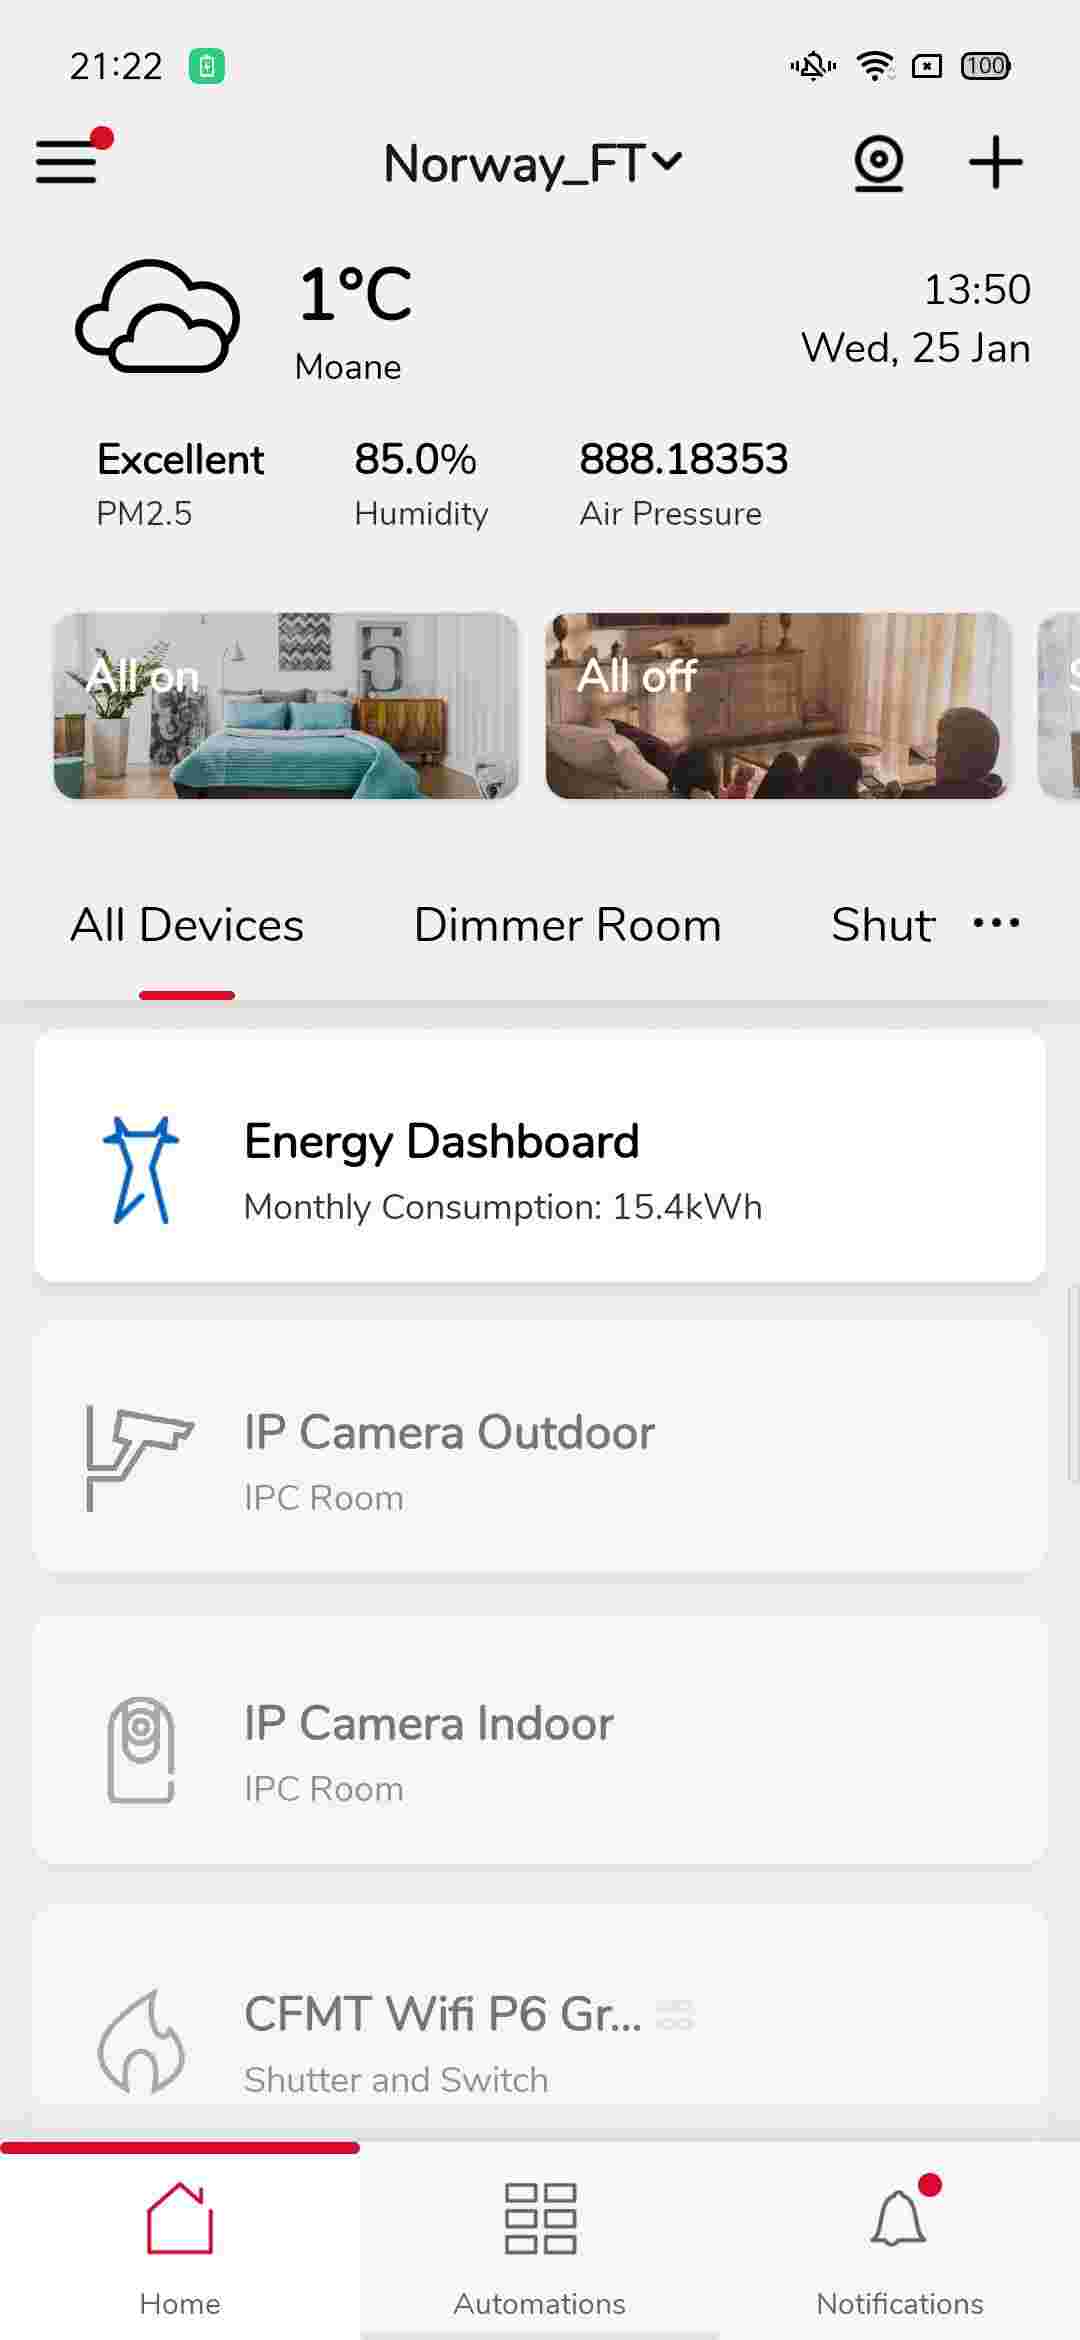 21:22
100
Norway_FT
1°C
13:50
Moane
Wed, 25 Jan
Excellent
85.0%
888.18353
PM2.5
Humidity
Air Pressure
All on
All off
S
All Devices
Dimmer Room
Shut
Energy Dashboard
Monthly Consumption: 15.4kWh
IP Camera Outdoor
IPC Room
IP Camera Indoor
IPC Room
CFMT Wifi P6 Gr...
Shutter and Switch
Home
Automations
Notifications